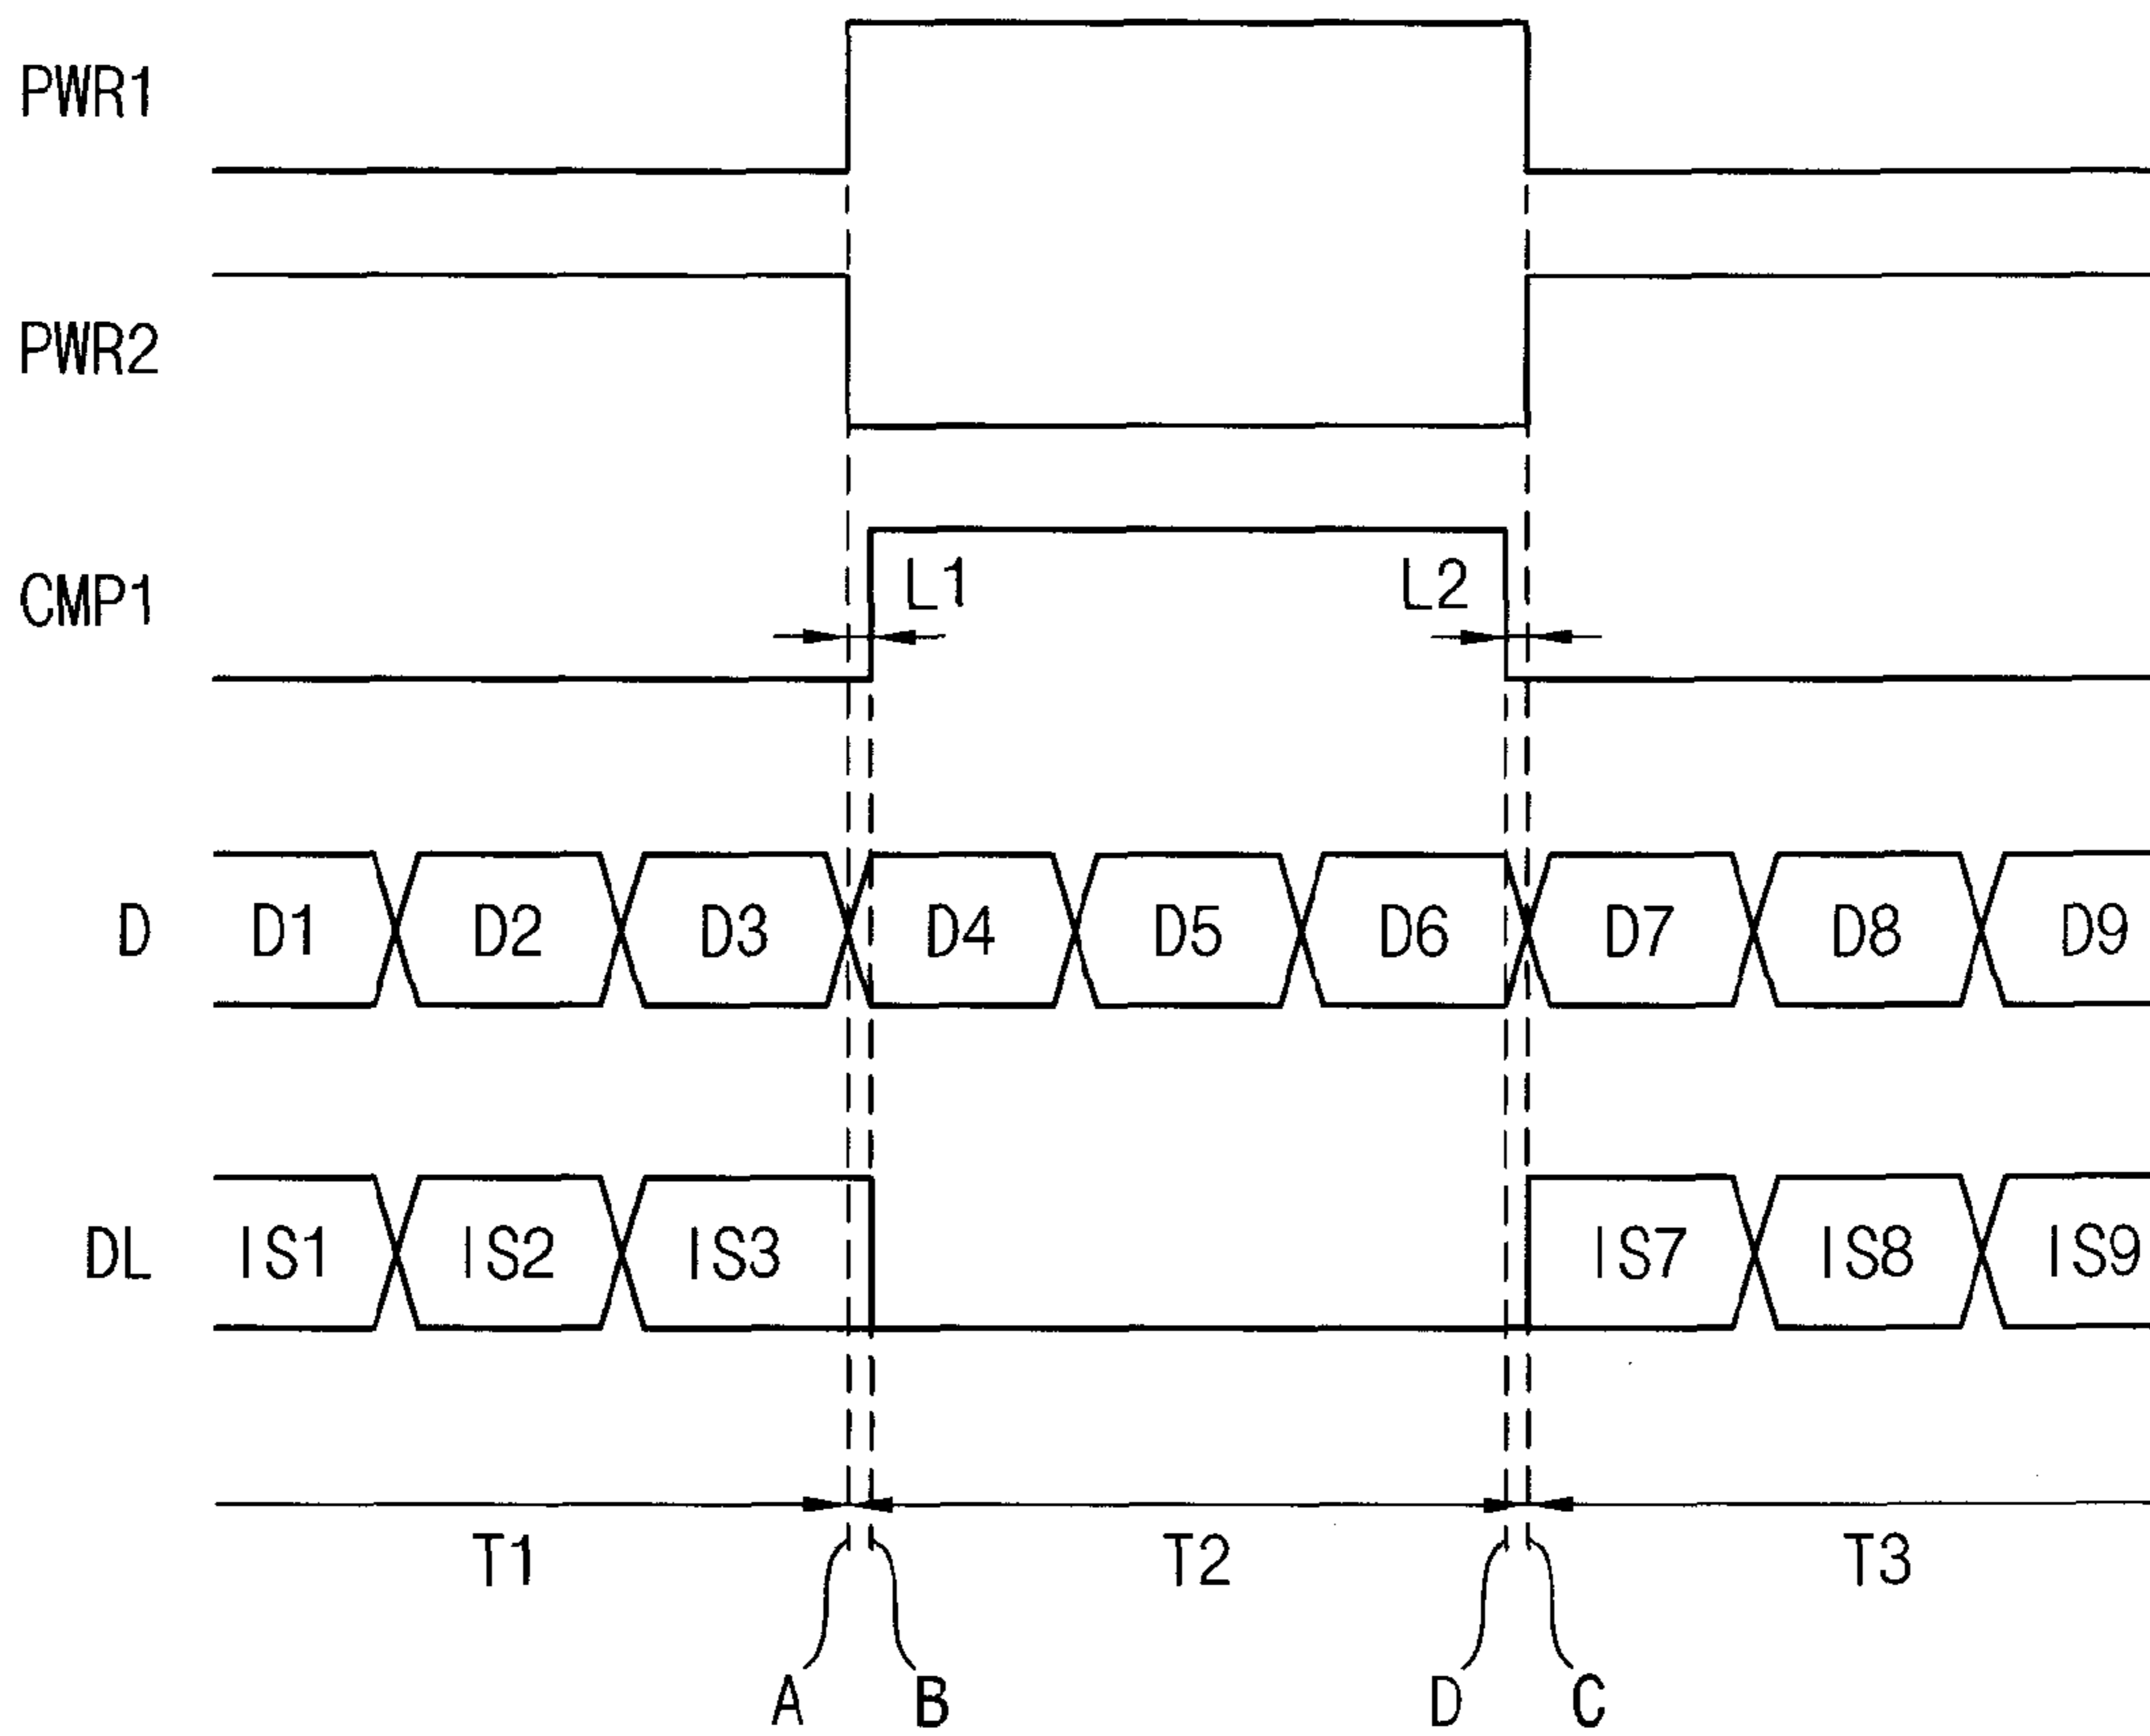 PWR1
PWR2
CMP1 L1 L2
D D1 D2 D3 D4 D5 D6 D7 D8 D9
DL IS1 IS2 IS3 IS7 IS8 IS9
T1 T2 T3
A B D C